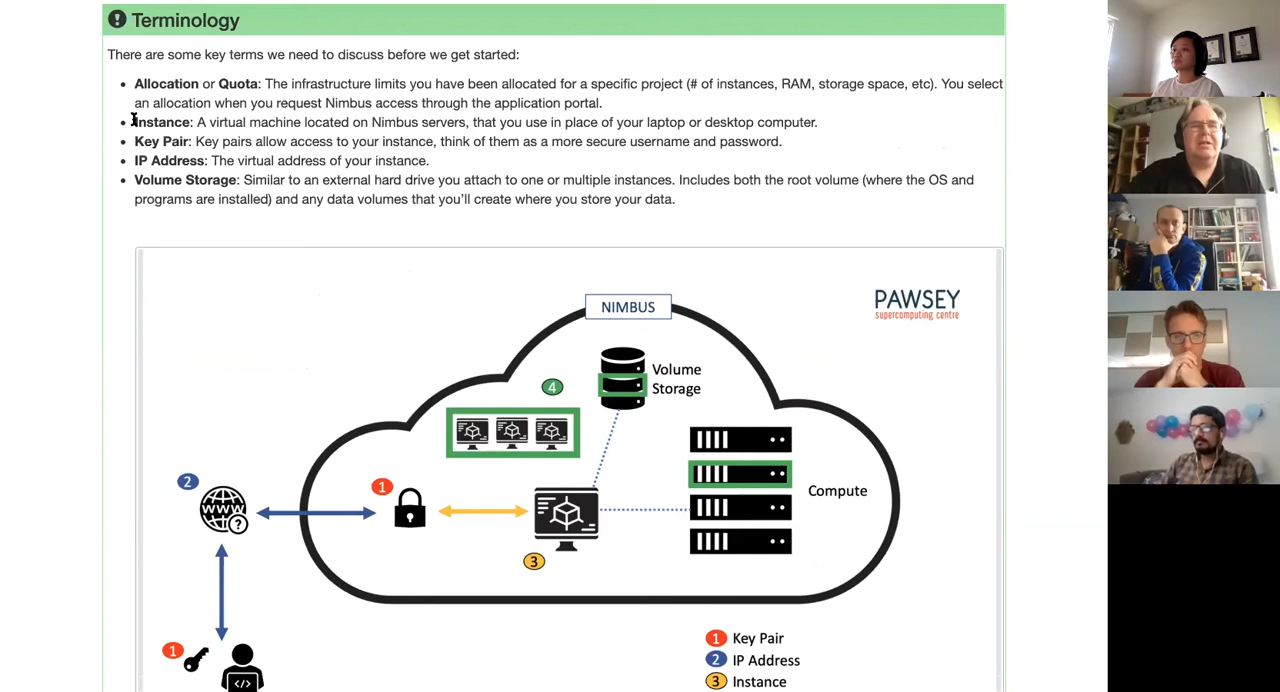 Terminology
There are some key terms we need to discuss before we get started:
Allocation or Quota: The infrastructure limits you have been allocated for a specific project (# of instances, RAM, storage space, etc). You select
an allocation when you request Nimbus access through the application portal.
Instance: A virtual machine located on Nimbus servers, that you use in place of your laptop or desktop computer.
Key Pair: Key pairs allow access to your instance, think of them as a more secure username and password.
IP Address: The virtual address of your instance.
Volume Storage: Similar to an external hard drive you attach to one or multiple instances. Includes both the root volume (where the OS and
programs are installed) and any data volumes that you'll create where you store your data.
NIMBUS
PAWSEY
supercomputing centre
Volume
Storage
4
2
WWW
?
1
Compute
3
1
</>
1 Key Pair
2 IP Address
3 Instance